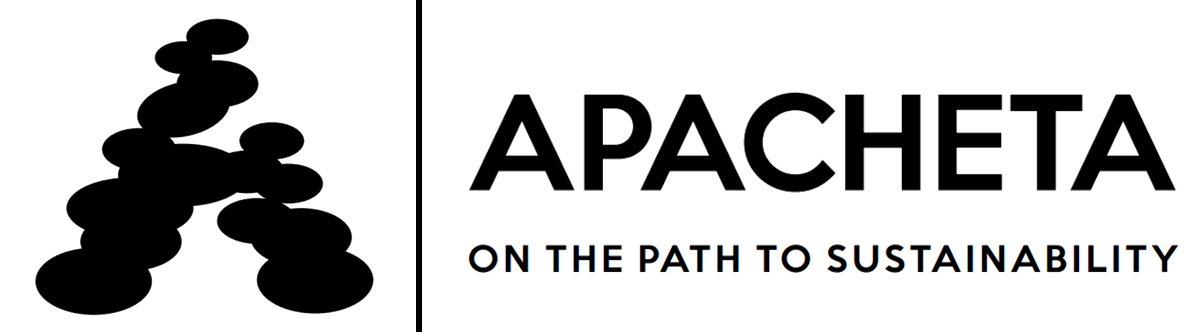 APACHETA
ON THE PATH TO SUSTAINABILITY